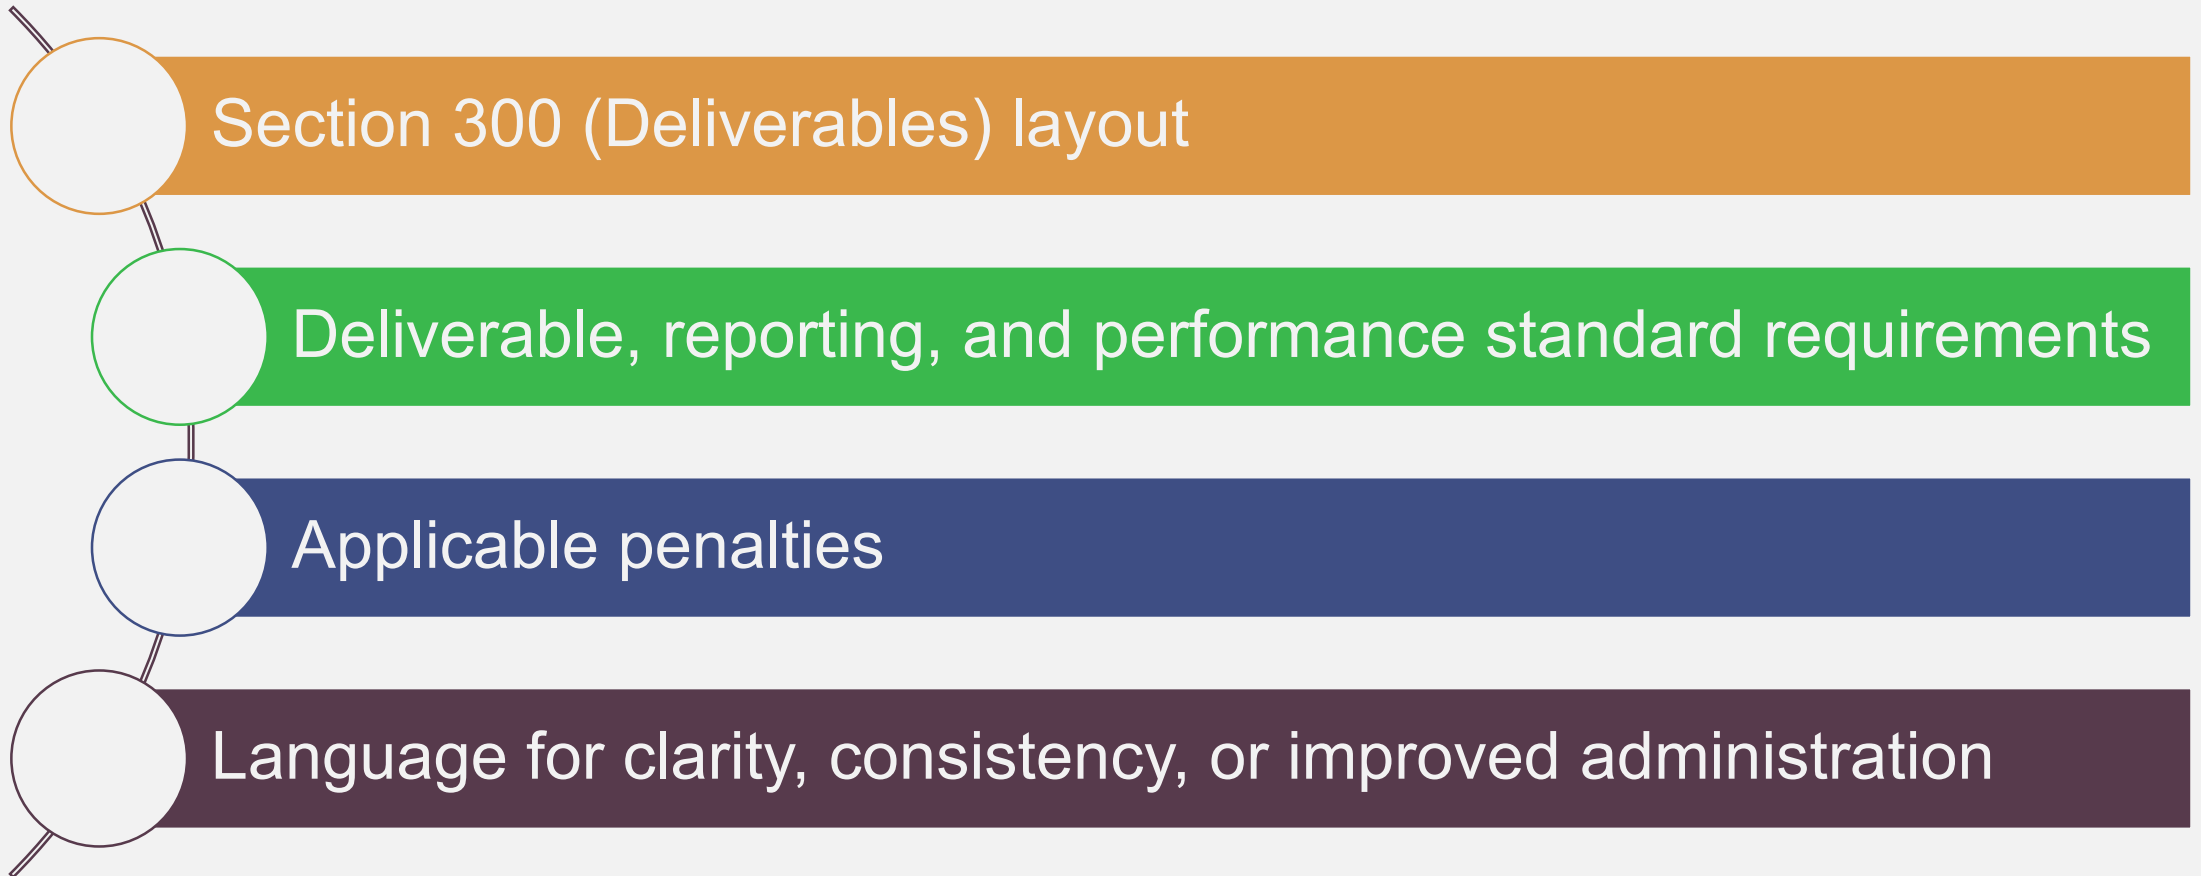 Section 300 (Deliverables) layout
Deliverable, reporting, and performance standard requirements
Applicable penalties
Language for clarity, consistency, or improved administration